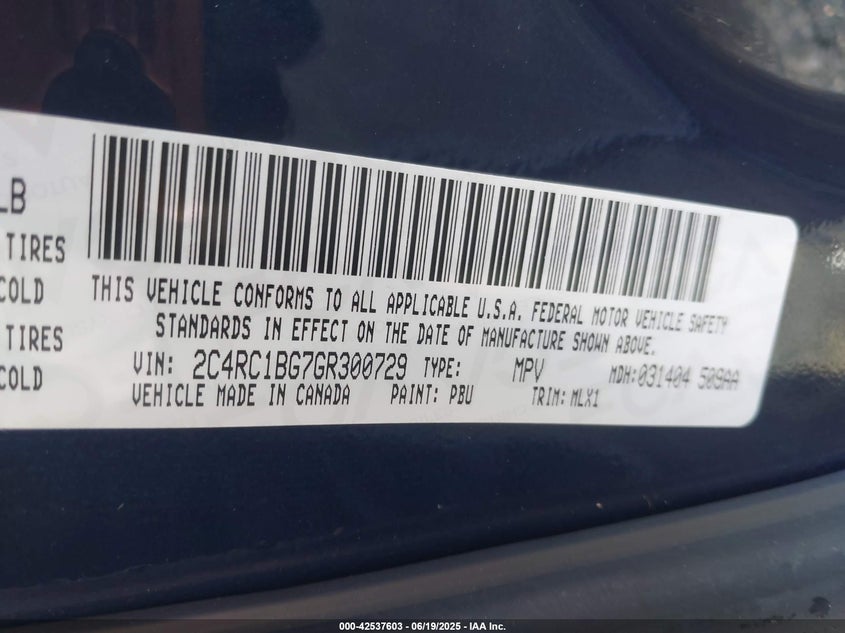 LB
TIRES
COLD
TIRES
COLD
THIS VEHICLE CONFORMS TO ALL APPLICABLE U.S.A. FEDERAL MOTOR VEHICLE SAFETY
STANDARDS IN EFFECT ON THE DATE OF MANUFACTURE SHOWN ABOVE.
VIN: 2C4RC1BG7GR300729 TYPE: MPV MDH:031404 508AA
VEHICLE MADE IN CANADA PAINT: PBU TRIM: MLX1
000-42537603 - 06/19/2025 - IAA Inc.